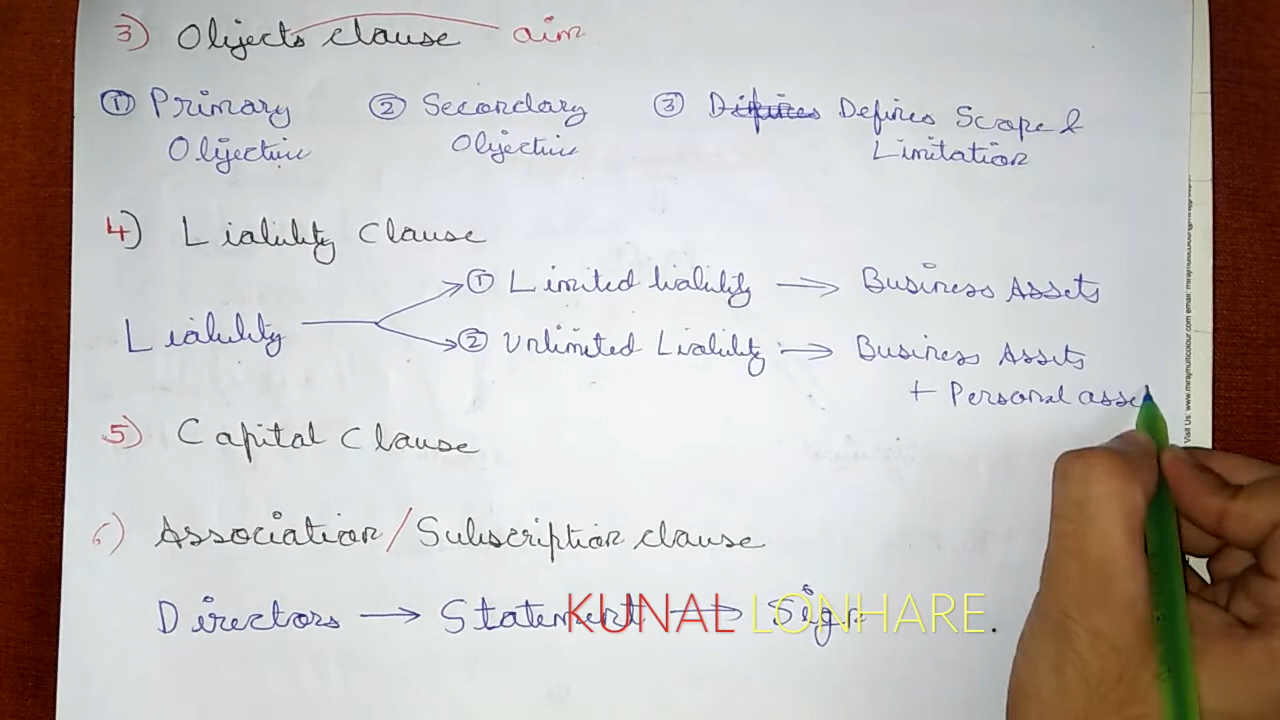 3) Objects clause — aim
① Primary Objective
② Secondary Objective
③ Defines Defines Scope & Limitation
4) Liability Clause
Liability
① Limited liability → Business Assets
② Unlimited Liability → Business Assets
+ Personal asse
5) Capital Clause
6) Association/Subscription clause
Directors → Statement → Sign
KUNAL LONHARE.